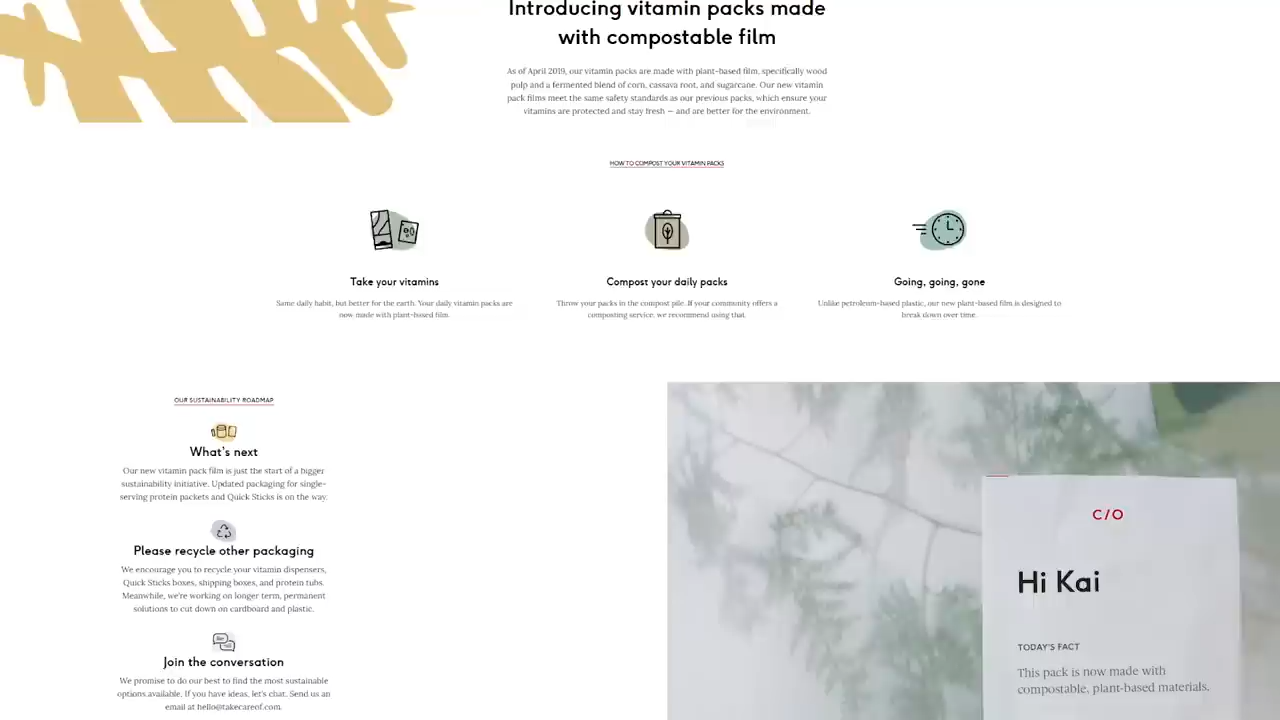 Introducing vitamin packs made
with compostable film
As of April 2019, our vitamin packs are made with plant-based film, specifically wood
pulp and a fermented blend of corn, cassava root, and sugarcane. Our new vitamin
pack films meet the same safety standards as our previous packs, which ensure your
vitamins are protected and stay fresh — and are better for the environment.
HOW TO COMPOST YOUR VITAMIN PACKS
Take your vitamins
Same daily habit, but better for the earth. Your daily vitamin packs are
now made with plant-based film.
Compost your daily packs
Throw your packs in the compost pile. If your community offers a
composting service, we recommend using that.
Going, going, gone
Unlike petroleum-based plastic, our new plant-based film is designed to
break down over time.
OUR SUSTAINABILITY ROADMAP
What's next
Our new vitamin pack film is just the start of a bigger
sustainability initiative. Updated packaging for single-
serving protein packets and Quick Sticks is on the way.
Please recycle other packaging
We encourage you to recycle your vitamin dispensers,
Quick Sticks boxes, shipping boxes, and protein tubs.
Meanwhile, we're working on longer term, permanent
solutions to cut down on cardboard and plastic.
Join the conversation
We promise to do our best to find the most sustainable
options available. If you have ideas, let's chat. Send us an
email at hello@takecareof.com.
C/O
Hi Kai
TODAY'S FACT
This pack is now made with
compostable, plant-based materials.